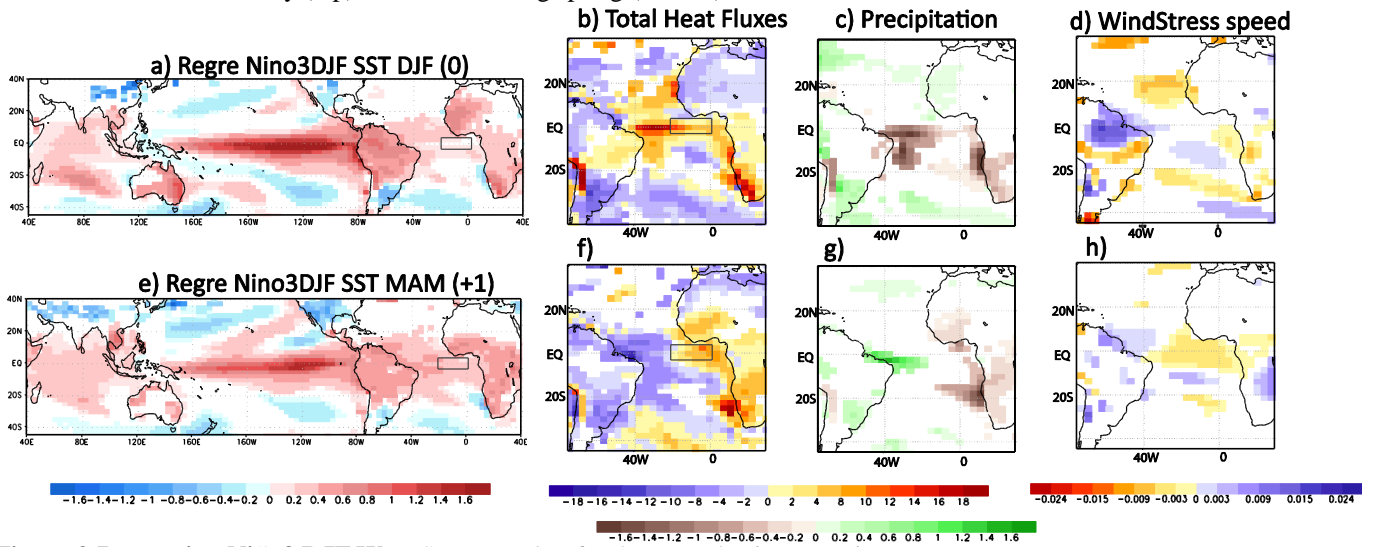 b) Total Heat Fluxes
c) Precipitation
d) WindStress speed
a) Regre Nino3DJF SST DJF (0)
40N
20N
EQ
20S
40S
40E
80E
120E
160E
160W
120W
80W
40W
0
40E
20N
EQ
20S
40W
0
20N
EQ
20S
40W
0
20N
EQ
20S
40W
0
e) Regre Nino3DJF SST MAM (+1)
40N
20N
EQ
20S
40S
40E
80E
120E
160E
160W
120W
80W
40W
0
40E
f)
20N
EQ
20S
40W
0
g)
20N
EQ
20S
40W
0
h)
20N
EQ
20S
40W
0
-1.6-1.4-1.2 -1 -0.8-0.6-0.4-0.2 0 0.2 0.4 0.6 0.8 1 1.2 1.4 1.6
-18 -16 -14 -12 -10 -8 -4 -2 0 2 4 8 10 12 14 16 18
-0.024 -0.015 -0.009 -0.003 0 0.003 0.009 0.015 0.024
-1.6-1.4-1.2 -1 -0.8-0.6-0.4-0.2 0 0.2 0.4 0.6 0.8 1 1.2 1.4 1.6